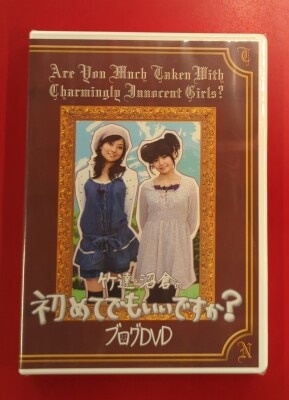 T
Are You Much Taken With
Charmingly Innocent Girls?
竹達・沼倉の
初めてでもいいですか?
ブログDVD
N